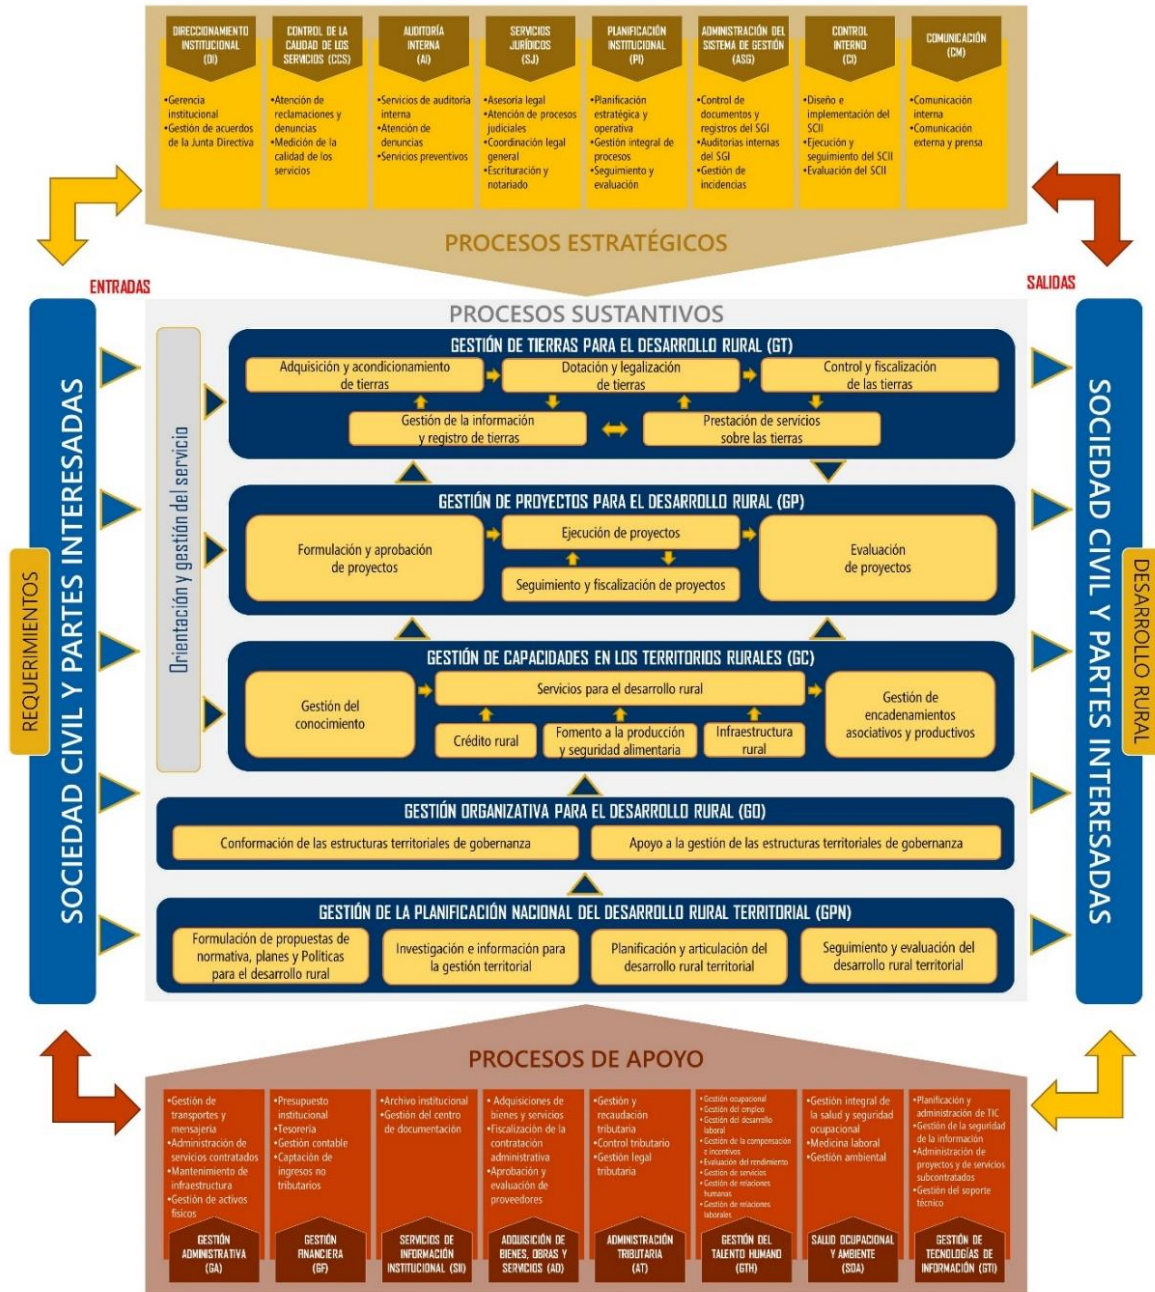 DIRECCIONAMIENTO
INSTITUCIONAL
(DI)
•Gerencia
institucional
•Gestión de acuerdos
de la Junta Directiva
CONTROL DE LA
CALIDAD DE LOS
SERVICIOS (CCS)
•Atención de
reclamaciones y
denuncias
•Medición de la
calidad de los
servicios
AUDITORÍA
INTERNA
(AI)
•Servicios de auditoría
interna
•Atención de
denuncias
•Servicios preventivos
SERVICIOS
JURÍDICOS
(SJ)
•Asesoría legal
•Atención de procesos
judiciales
•Coordinación legal
general
•Escrituración y
notariado
PLANIFICACIÓN
INSTITUCIONAL
(PI)
•Planificación
estratégica y
operativa
•Gestión integral de
procesos
•Seguimiento y
evaluación
ADMINISTRACIÓN DEL
SISTEMA DE GESTIÓN
(ASG)
•Control de
documentos y
registros del SGI
•Auditorías internas
del SGI
•Gestión de
incidencias
CONTROL
INTERNO
(CI)
•Diseño e
implementación del
SCII
•Ejecución y
seguimiento del SCII
•Evaluación del SCII
COMUNICACIÓN
(CM)
•Comunicación
interna
•Comunicación
externa y prensa
PROCESOS ESTRATÉGICOS
ENTRADAS
SALIDAS
REQUERIMIENTOS
SOCIEDAD CIVIL Y PARTES INTERESADAS
PROCESOS SUSTANTIVOS
Orientación y gestión del servicio
GESTIÓN DE TIERRAS PARA EL DESARROLLO RURAL (GT)
Adquisición y acondicionamiento
de tierras
Dotación y legalización
de tierras
Control y fiscalización
de las tierras
Gestión de la información
y registro de tierras
Prestación de servicios
sobre las tierras
GESTIÓN DE PROYECTOS PARA EL DESARROLLO RURAL (GP)
Formulación y aprobación
de proyectos
Ejecución de proyectos
Seguimiento y fiscalización de proyectos
Evaluación
de proyectos
GESTIÓN DE CAPACIDADES EN LOS TERRITORIOS RURALES (GC)
Gestión del
conocimiento
Servicios para el desarrollo rural
Crédito rural
Fomento a la producción
y seguridad alimentaria
Infraestructura
rural
Gestión de
encadenamientos
asociativos y productivos
GESTIÓN ORGANIZATIVA PARA EL DESARROLLO RURAL (GO)
Conformación de las estructuras territoriales de gobernanza
Apoyo a la gestión de las estructuras territoriales de gobernanza
GESTIÓN DE LA PLANIFICACIÓN NACIONAL DEL DESARROLLO RURAL TERRITORIAL (GPN)
Formulación de propuestas de
normativa, planes y Políticas
para el desarrollo rural
Investigación e información para
la gestión territorial
Planificación y articulación del
desarrollo rural territorial
Seguimiento y evaluación del
desarrollo rural territorial
SOCIEDAD CIVIL Y PARTES INTERESADAS
DESARROLLO RURAL
PROCESOS DE APOYO
•Gestión de
transportes y
mensajería
•Administración de
servicios contratados
•Mantenimiento de
infraestructura
•Gestión de activos
físicos
GESTIÓN
ADMINISTRATIVA
(GA)
•Presupuesto
institucional
•Tesorería
•Gestión contable
•Captación de
ingresos no
tributarios
GESTIÓN
FINANCIERA
(GF)
•Archivo institucional
•Gestión del centro
de documentación
SERVICIOS DE
INFORMACIÓN
INSTITUCIONAL (SII)
•Adquisiciones de
bienes y servicios
•Fiscalización de la
contratación
administrativa
•Aprobación y
evaluación de
proveedores
ADQUISICIÓN DE
BIENES, OBRAS Y
SERVICIOS (AD)
•Gestión y
recaudación
tributaria
•Control tributario
•Gestión legal
tributaria
ADMINISTRACIÓN
TRIBUTARIA
(AT)
•Gestión ocupacional
•Gestión del empleo
•Gestión del desarrollo
laboral
•Gestión de la compensación
e incentivos
•Evaluación del rendimiento
•Gestión de servicios
•Gestión de relaciones
humanas
•Gestión de relaciones
laborales
GESTIÓN DEL
TALENTO HUMANO
(GTH)
•Gestión integral de
la salud y seguridad
ocupacional
•Medicina laboral
•Gestión ambiental
SALUD OCUPACIONAL
Y AMBIENTE
(SOA)
•Planificación y
administración de TIC
•Gestión de la seguridad
de la información
•Administración de
proyectos y de servicios
subcontratados
•Gestión del soporte
técnico
GESTIÓN DE
TECNOLOGÍAS DE
INFORMACIÓN (GTI)